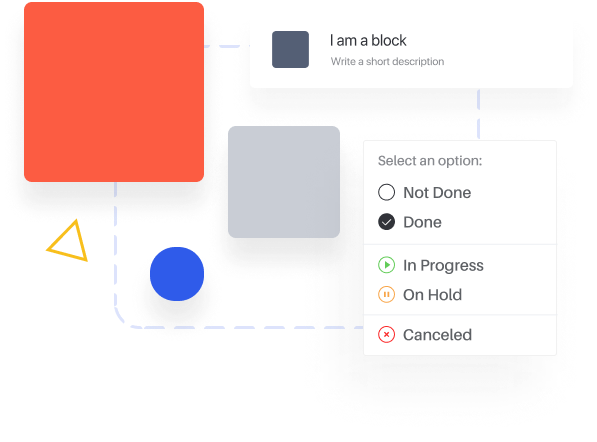 I am a block
Write a short description
Select an option:
Not Done
Done
In Progress
On Hold
Canceled